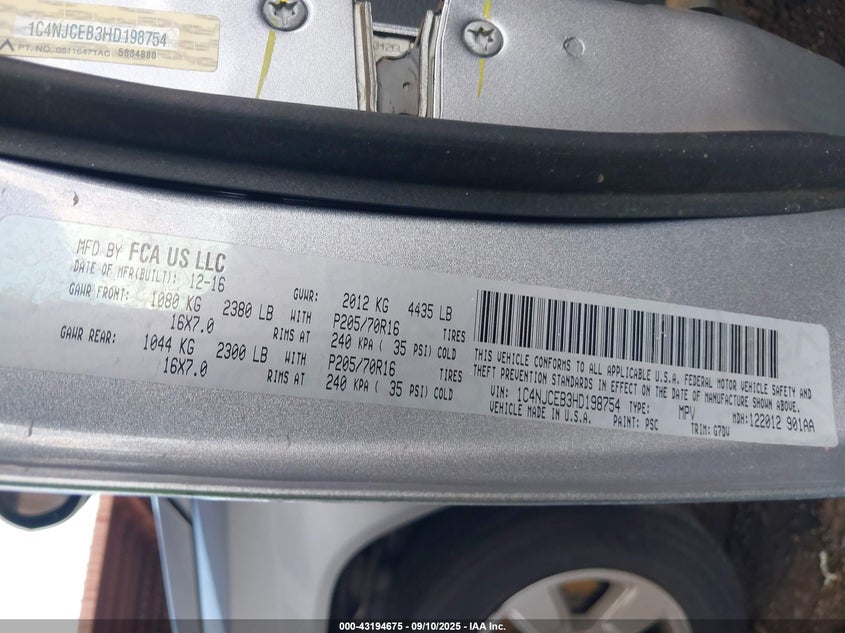 1C4NJCEB3HD198754
PT. NO. 05116471AC 5884880
MFD BY FCA US LLC
DATE OF MFR(BUILT): 12-16
GVWR: 2012 KG 4435 LB
GAWR FRONT: 1080 KG 2380 LB WITH P205/70R16 TIRES
16X7.0 RIMS AT 240 KPA ( 35 PSI) COLD
GAWR REAR: 1044 KG 2300 LB WITH P205/70R16 TIRES
16X7.0 RIMS AT 240 KPA ( 35 PSI) COLD
THIS VEHICLE CONFORMS TO ALL APPLICABLE U.S.A. FEDERAL MOTOR VEHICLE SAFETY AND
THEFT PREVENTION STANDARDS IN EFFECT ON THE DATE OF MANUFACTURE SHOWN ABOVE.
VIN: 1C4NJCEB3HD198754 TYPE: MPV MDH:122012 901AA
VEHICLE MADE IN U.S.A. PAINT: PSC TRIM: G7DV
000-43194675 - 09/10/2025 - IAA Inc.